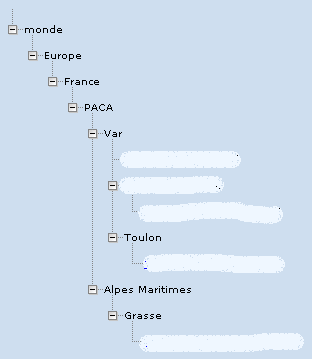 monde
Europe
France
PACA
Var
Toulon
Alpes Maritimes
Grasse